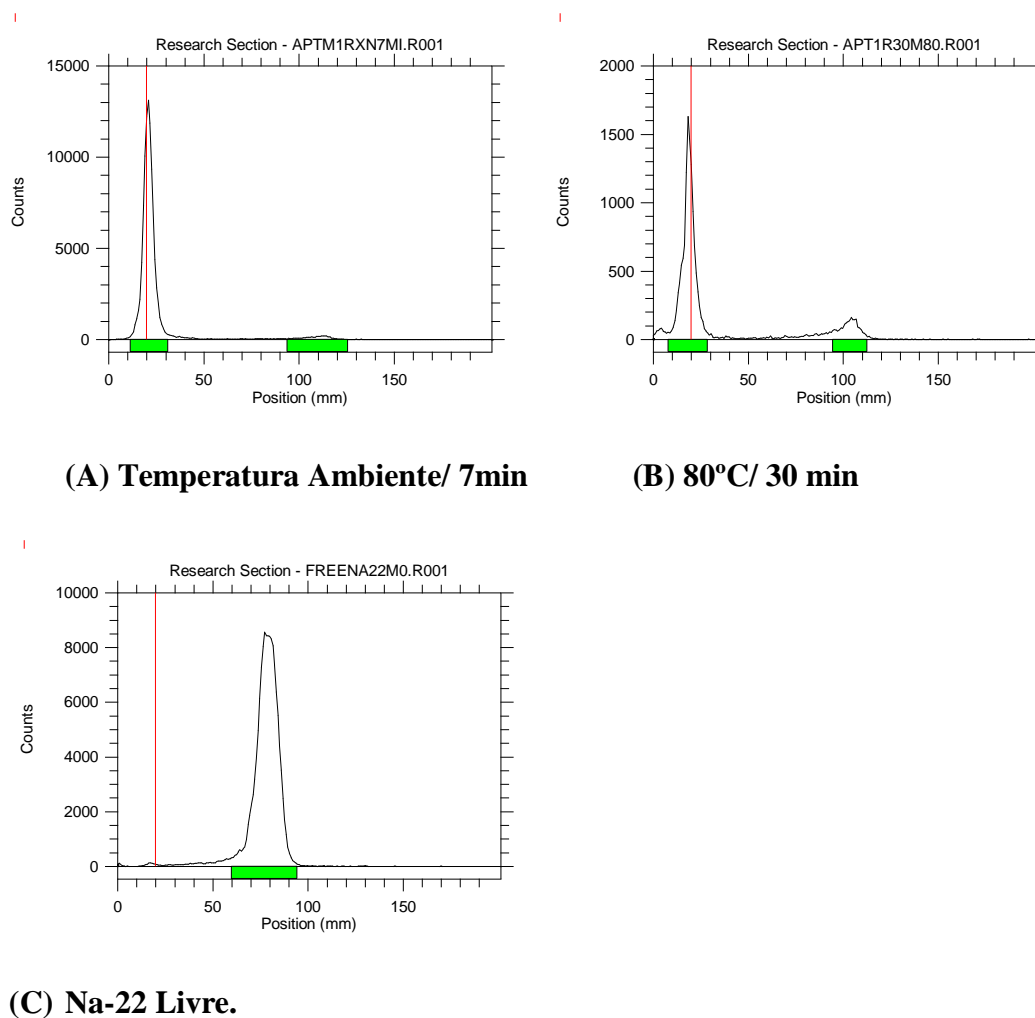 Research Section - APTM1RXN7MI.R001
15000
10000
5000
0
Counts
0 50 100 150
Position (mm)
Research Section - APT1R30M80.R001
2000
1500
1000
500
0
Counts
0 50 100 150
Position (mm)
(A) Temperatura Ambiente/ 7min
(B) 80ºC/ 30 min
Research Section - FREENA22M0.R001
10000
8000
6000
4000
2000
0
Counts
0 50 100 150
Position (mm)
(C) Na-22 Livre.